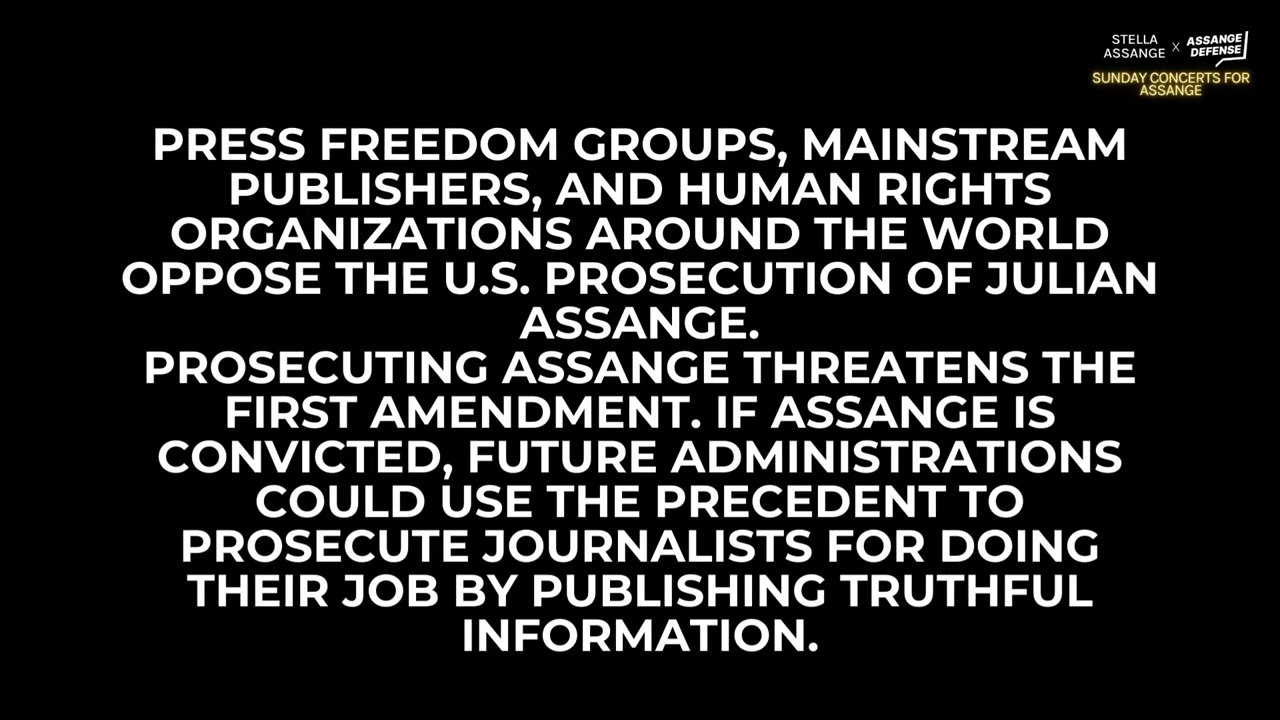 STELLA
ASSANGE X ASSANGE
DEFENSE
SUNDAY CONCERTS FOR
ASSANGE
PRESS FREEDOM GROUPS, MAINSTREAM
PUBLISHERS, AND HUMAN RIGHTS
ORGANIZATIONS AROUND THE WORLD
OPPOSE THE U.S. PROSECUTION OF JULIAN
ASSANGE.
PROSECUTING ASSANGE THREATENS THE
FIRST AMENDMENT. IF ASSANGE IS
CONVICTED, FUTURE ADMINISTRATIONS
COULD USE THE PRECEDENT TO
PROSECUTE JOURNALISTS FOR DOING
THEIR JOB BY PUBLISHING TRUTHFUL
INFORMATION.